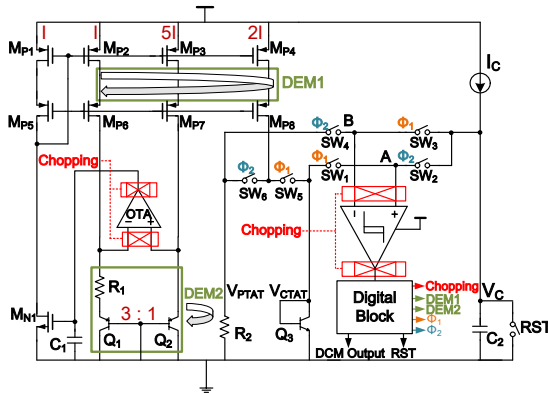 I I 5I 2I
MP1 MP2 MP3 MP4
IC
DEM1
MP5 MP6 MP7 MP8
Φ2 B Φ1
SW4 SW3
Chopping
Φ2 Φ1 Φ1 A Φ2
SW6 SW5 SW1 SW2
OTA
- +
- +
Chopping
R1 DEM2
VPTAT VCTAT
Digital Block
Chopping
DEM1
DEM2
Φ1
Φ2
VC
MN1 3 : 1
C1 Q1 Q2 R2 Q3 C2 RST
DCM Output RST